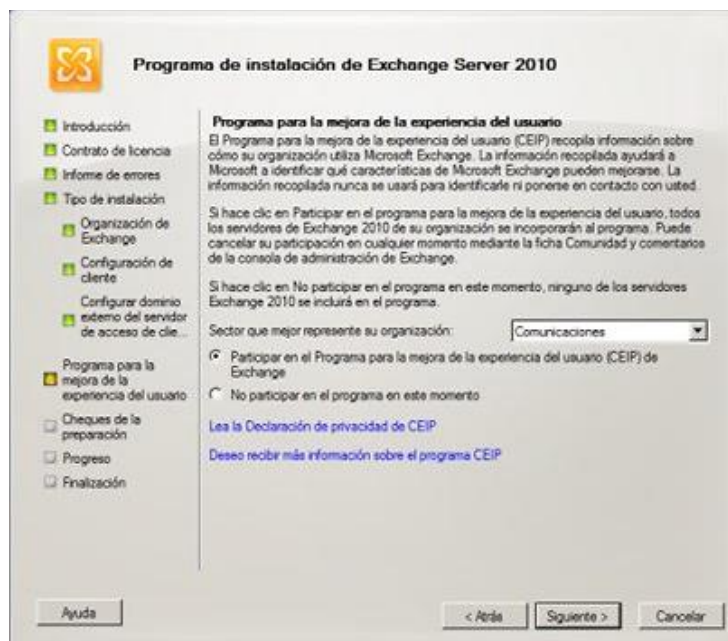 Programa de instalación de Exchange Server 2010
Introducción
Contrato de licencia
Informe de errores
Tipo de instalación
Organización de
Exchange
Configuración de
cliente
Configurar dominio
externo del servidor
de acceso de clie...
Programa para la
mejora de la
experiencia del usuario
Cheques de la
preparación
Progreso
Finalización
Programa para la mejora de la experiencia del usuario
El Programa para la mejora de la experiencia del usuario (CEIP) recopila información sobre
cómo su organización utiliza Microsoft Exchange. La información recopilada ayudará a
Microsoft a identificar qué características de Microsoft Exchange pueden mejorarse. La
información recopilada nunca se usará para identificarle ni ponerse en contacto con usted.
Si hace clic en Participar en el programa para la mejora de la experiencia del usuario, todos
los servidores de Exchange 2010 de su organización se incorporarán al programa. Puede
cancelar su participación en cualquier momento mediante la ficha Comunidad y comentarios
de la consola de administración de Exchange.
Si hace clic en No participar en el programa en este momento, ninguno de los servidores
Exchange 2010 se incluirá en el programa.
Sector que mejor represente su organización: Comunicaciones
Participar en el Programa para la mejora de la experiencia del usuario (CEIP) de
Exchange
No participar en el programa en este momento
Lea la Declaración de privacidad de CEIP
Deseo recibir más información sobre el programa CEIP
Ayuda < Atrás Siguiente > Cancelar